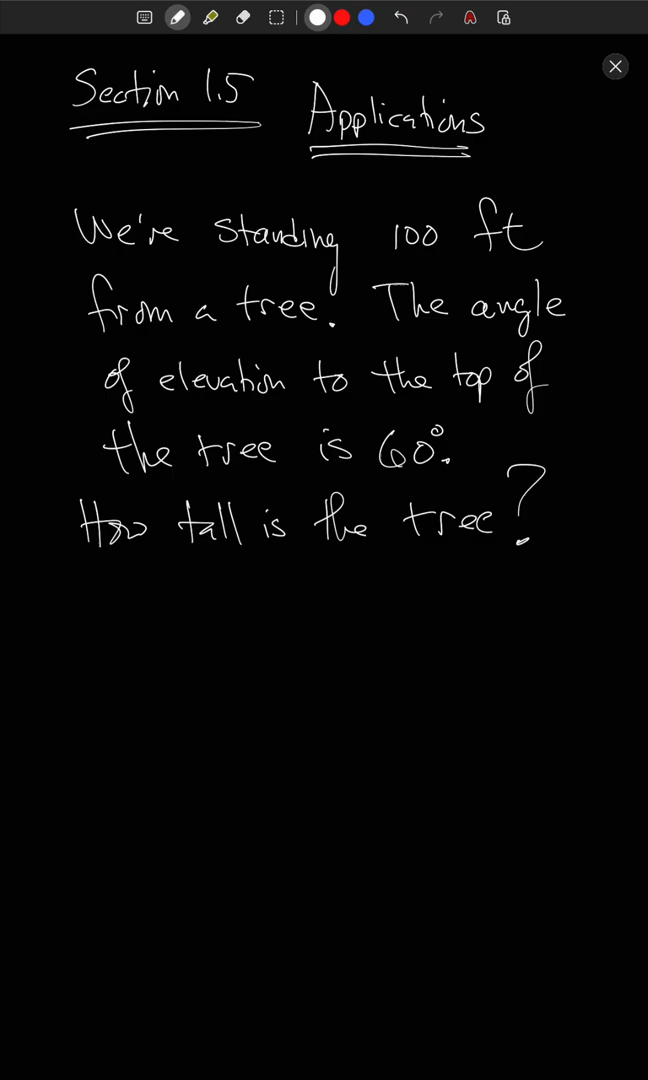 Section 1.5 Applications
We're standing 100 ft
from a tree. The angle
of elevation to the top of
the tree is 60°.
How tall is the tree?